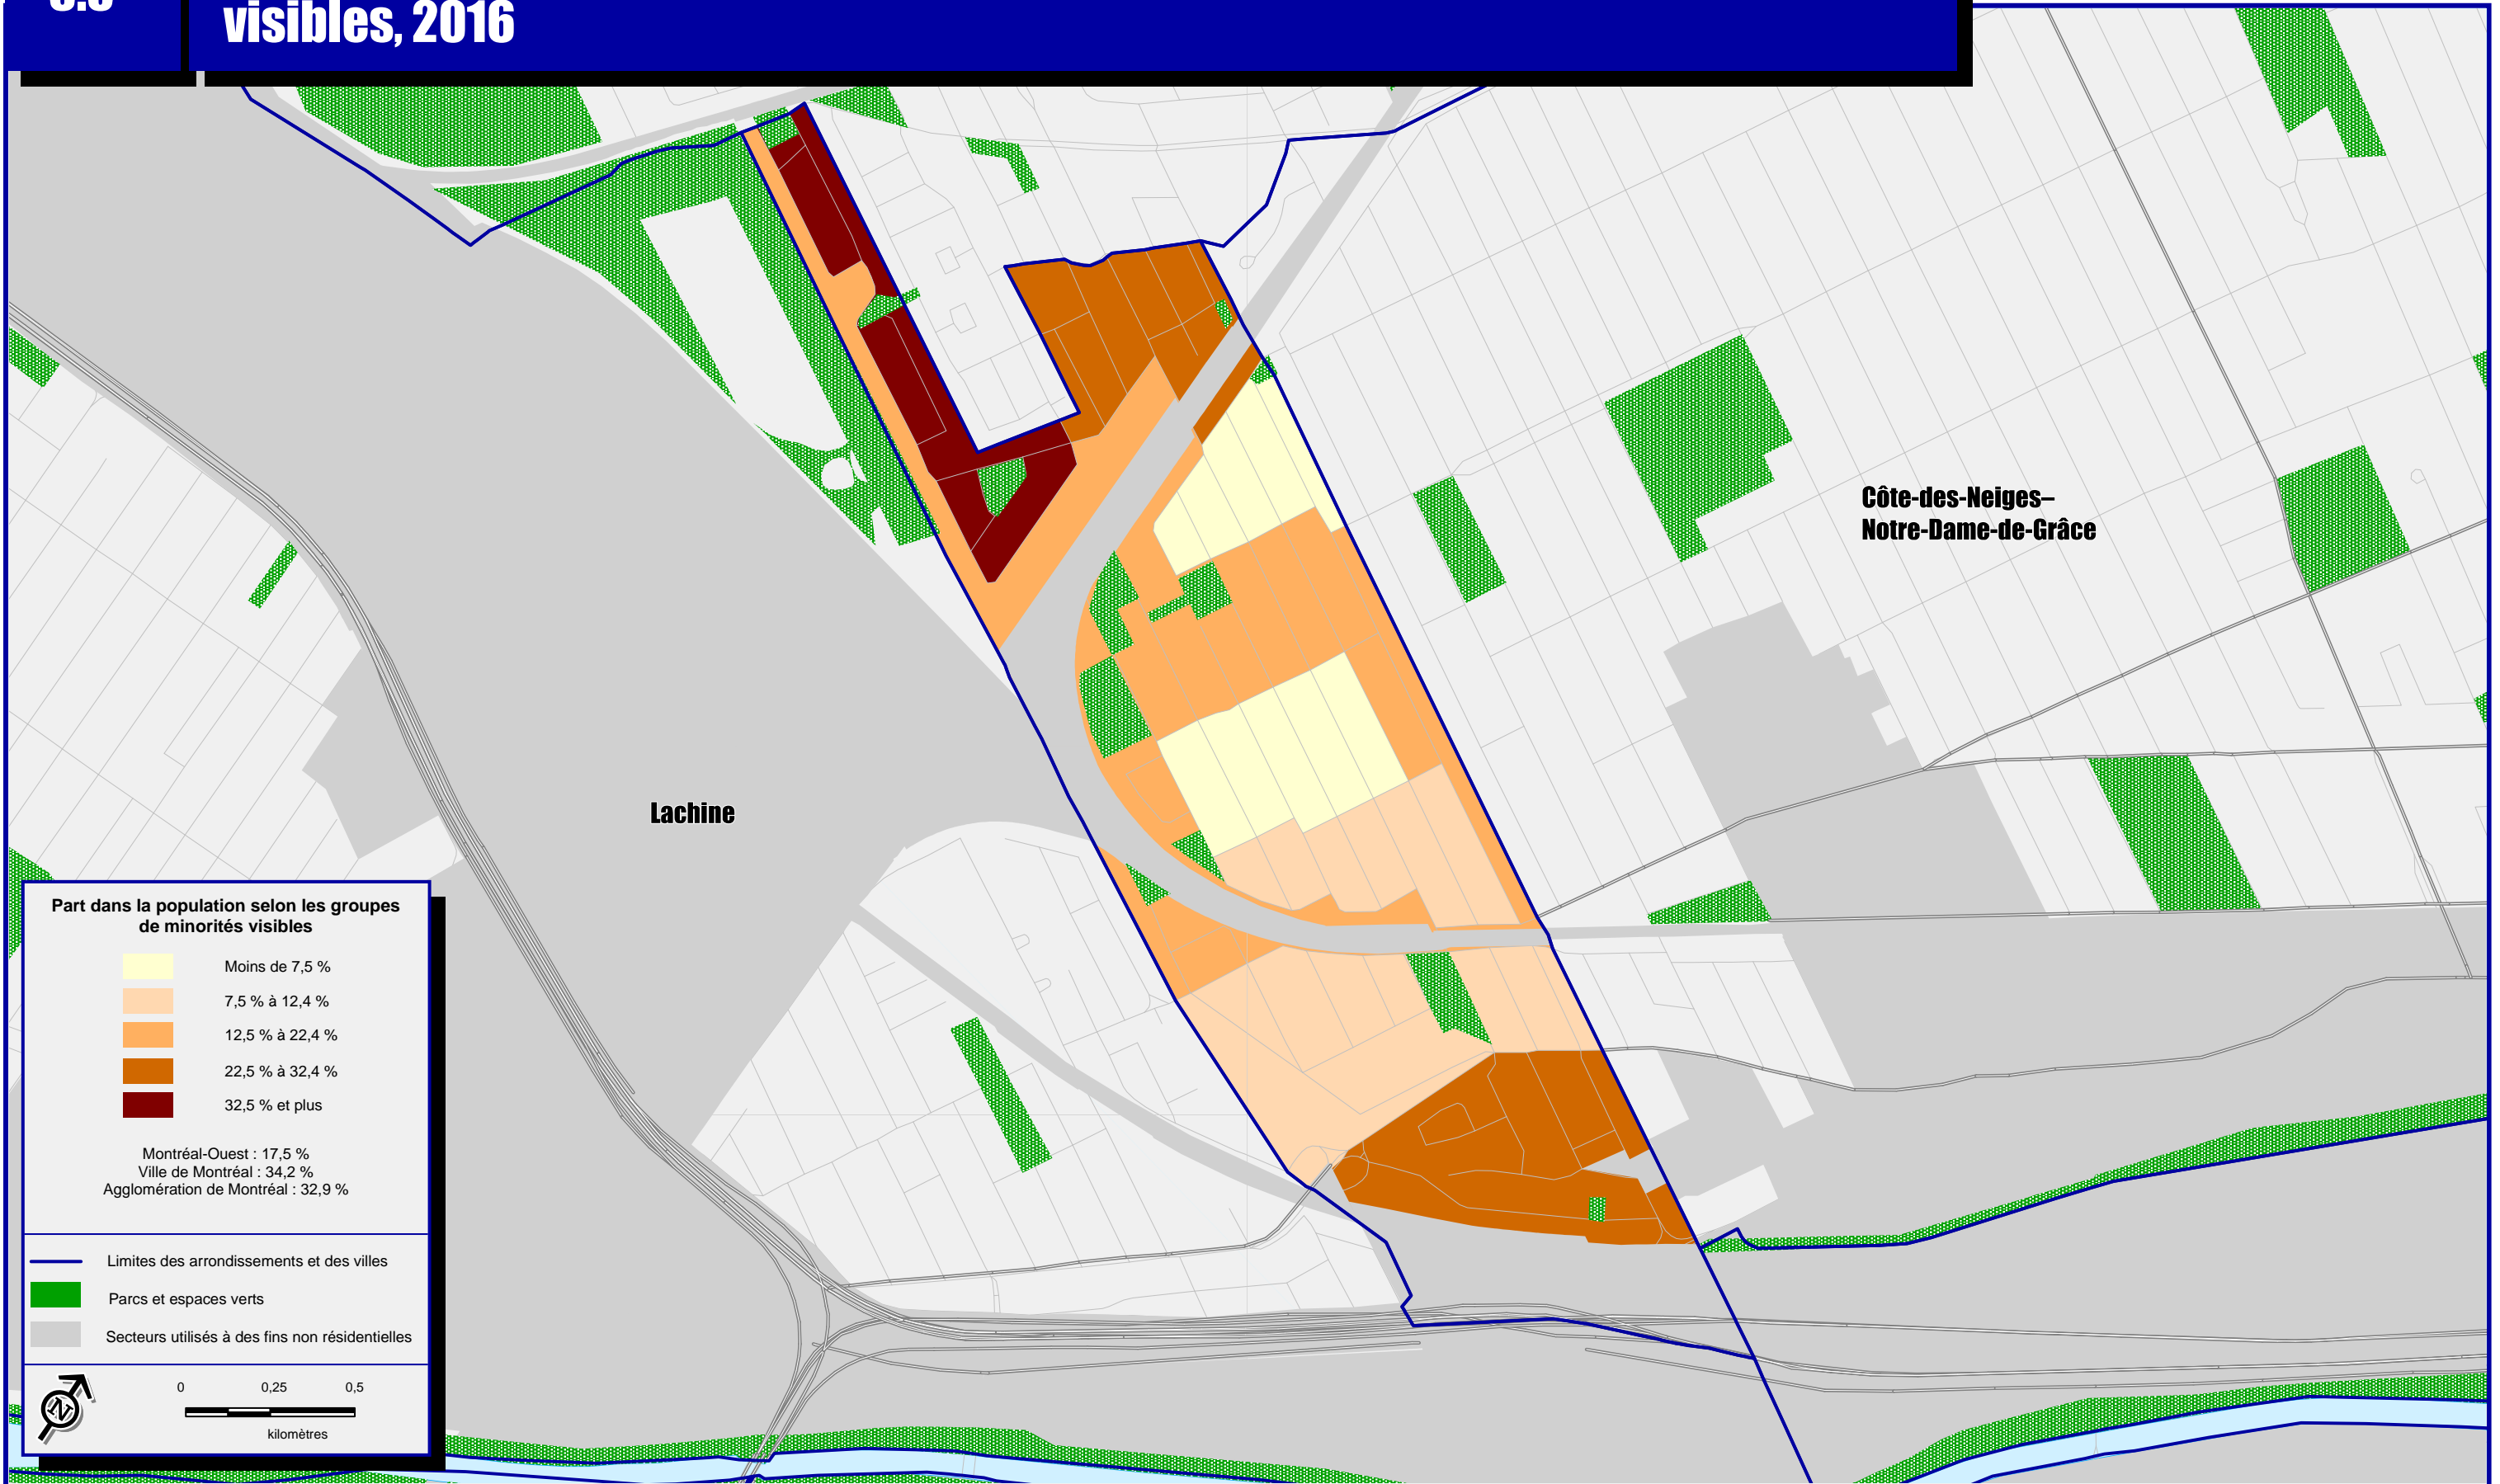 visibles, 2016
Côte-des-Neiges–
Notre-Dame-de-Grâce
Lachine
Part dans la population selon les groupes
de minorités visibles
Moins de 7,5 %
7,5 % à 12,4 %
12,5 % à 22,4 %
22,5 % à 32,4 %
32,5 % et plus
Montréal-Ouest : 17,5 %
Ville de Montréal : 34,2 %
Agglomération de Montréal : 32,9 %
Limites des arrondissements et des villes
Parcs et espaces verts
Secteurs utilisés à des fins non résidentielles
N
0 0,25 0,5
kilomètres